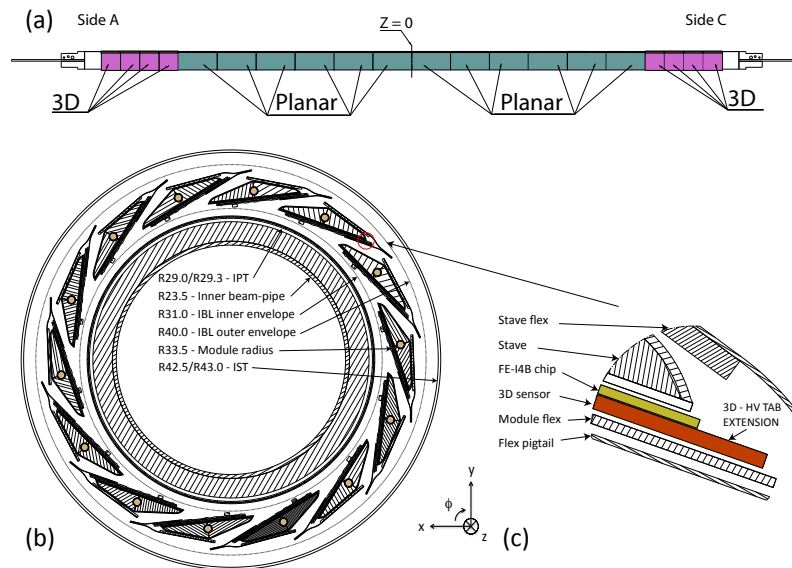 (a)
Side A
Z = 0
Side C
3D
Planar
Planar
3D
R29.0/R29.3 - IPT
R23.5 - Inner beam-pipe
R31.0 - IBL inner envelope
R40.0 - IBL outer envelope
R33.5 - Module radius
R42.5/R43.0 - IST
(b)
Stave flex
Stave
FE-I4B chip
3D sensor
Module flex
Flex pigtail
3D - HV TAB
EXTENSION
y
ϕ
x
z
(c)